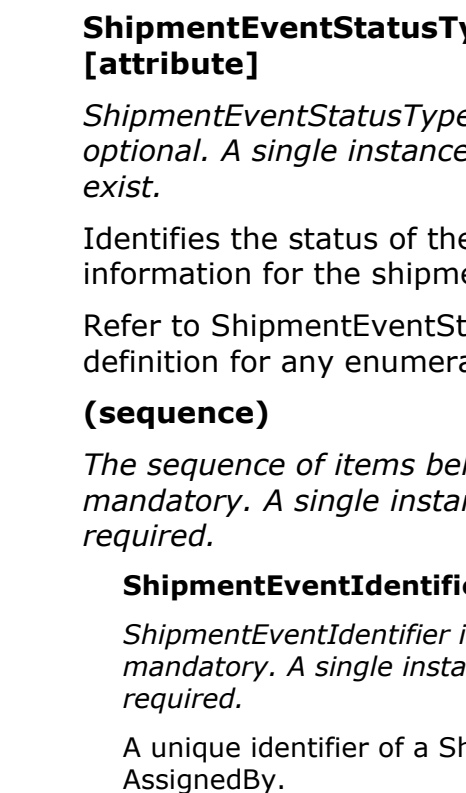 ShipmentEventStatusTy
[attribute]
ShipmentEventStatusType
optional. A single instance
exist.
Identifies the status of the
information for the shipme
Refer to ShipmentEventSt
definition for any enumera
(sequence)
The sequence of items bel
mandatory. A single instan
required.
ShipmentEventIdentifie
ShipmentEventIdentifier i
mandatory. A single insta
required.
A unique identifier of a Sh
AssignedBy.